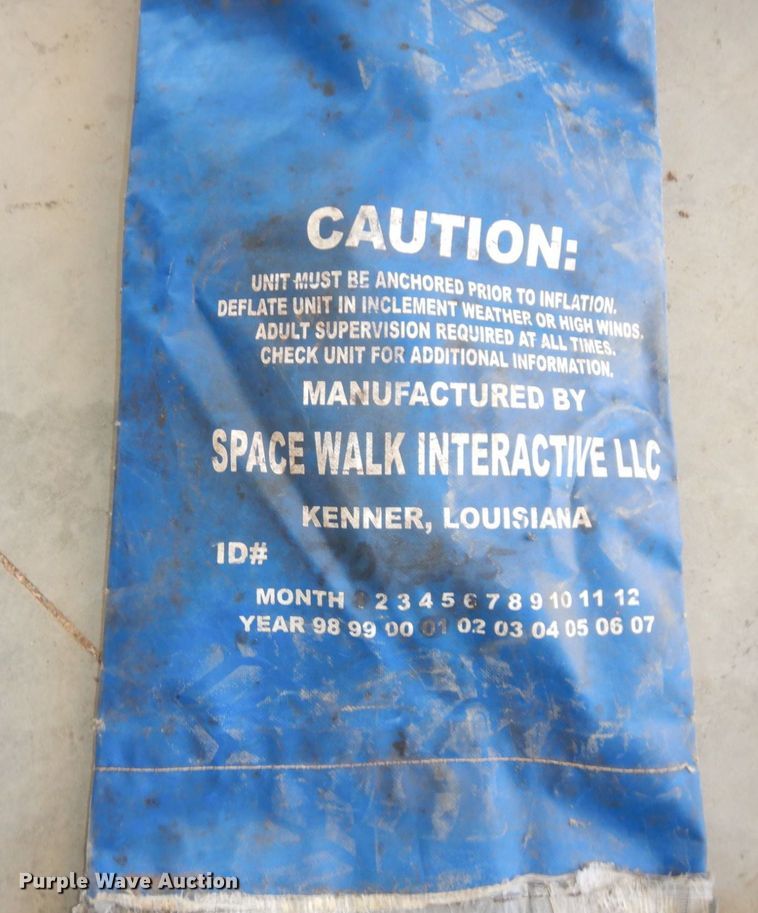 CAUTION:
UNIT MUST BE ANCHORED PRIOR TO INFLATION.
DEFLATE UNIT IN INCLEMENT WEATHER OR HIGH WINDS.
ADULT SUPERVISION REQUIRED AT ALL TIMES.
CHECK UNIT FOR ADDITIONAL INFORMATION.
MANUFACTURED BY
SPACE WALK INTERACTIVE LLC
KENNER, LOUISIANA
ID#
MONTH 2 3 4 5 6 7 8 9 10 11 12
YEAR 98 99 00 01 02 03 04 05 06 07
Purple Wave Auction